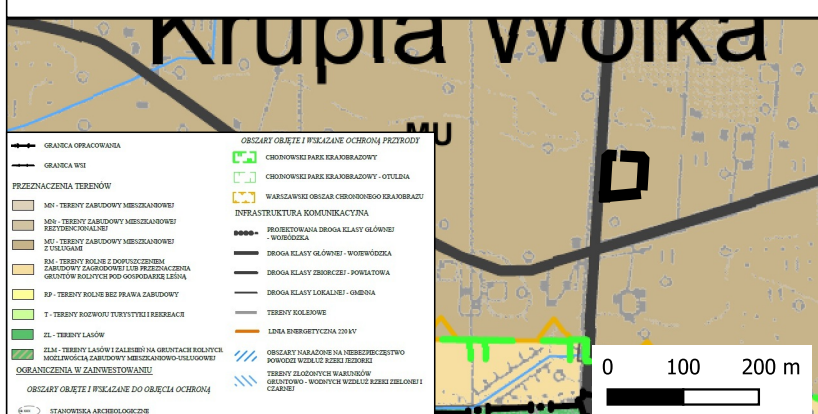 Krupia Wólka
MU
GRANICA OPRACOWANIA
GRANICA WSI
PRZEZNACZENIA TERENÓW
MN - TERENY ZABUDOWY MIESZKANIOWEJ
MNr - TERENY ZABUDOWY MIESZKANIOWEJ
REZYDENCJONALNEJ
MU - TERENY ZABUDOWY MIESZKANIOWEJ
Z USŁUGAMI
RM - TERENY ROLNE Z DOPUSZCZENIEM
ZABUDOWY ZAGRODOWEJ LUB PRZEZNACZENIA
GRUNTÓW ROLNYCH POD GOSPODARKĘ LEŚNĄ
RP - TERENY ROLNE BEZ PRAWA ZABUDOWY
T - TERENY ROZWOJU TURYSTYKI I REKREACJI
ZL - TERENY LASÓW
ZLM - TERENY LASÓW I ZALESIEŃ NA GRUNTACH ROLNYCH
MOŻLIWOŚCIĄ ZABUDOWY MIESZKANIOWO-USŁUGOWEJ
OGRANICZENIA W ZAINWESTOWANIU
OBSZARY OBJĘTE I WSKAZANE DO OBJĘCIA OCHRONĄ
STANOWISKA ARCHEOLOGICZNE
OBSZARY OBJĘTE I WSKAZANE OCHRONĄ PRZYRODY
CHOJNOWSKI PARK KRAJOBRAZOWY
CHOJNOWSKI PARK KRAJOBRAZOWY - OTULINA
WARSZAWSKI OBSZAR CHRONIONEGO KRAJOBRAZU
INFRASTRUKTURA KOMUNIKACYJNA
PROJEKTOWANA DROGA KLASY GŁÓWNEJ
- WOJEWÓDZKA
DROGA KLASY GŁÓWNEJ - WOJEWÓDZKA
DROGA KLASY ZBIORCZEJ - POWIATOWA
DROGA KLASY LOKALNEJ - GMINNA
TERENY KOLEJOWE
LINIA ENERGETYCZNA 220 kV
OBSZARY NARAŻONE NA NIEBEZPIECZEŃSTWO
POWODZI WZDŁUŻ RZEKI JEZIORKI
TERENY ZŁOŻONYCH WARUNKÓW
GRUNTOWO - WODNYCH WZDŁUŻ RZEKI ZIELONEJ I
CZARNEJ
0 100 200 m